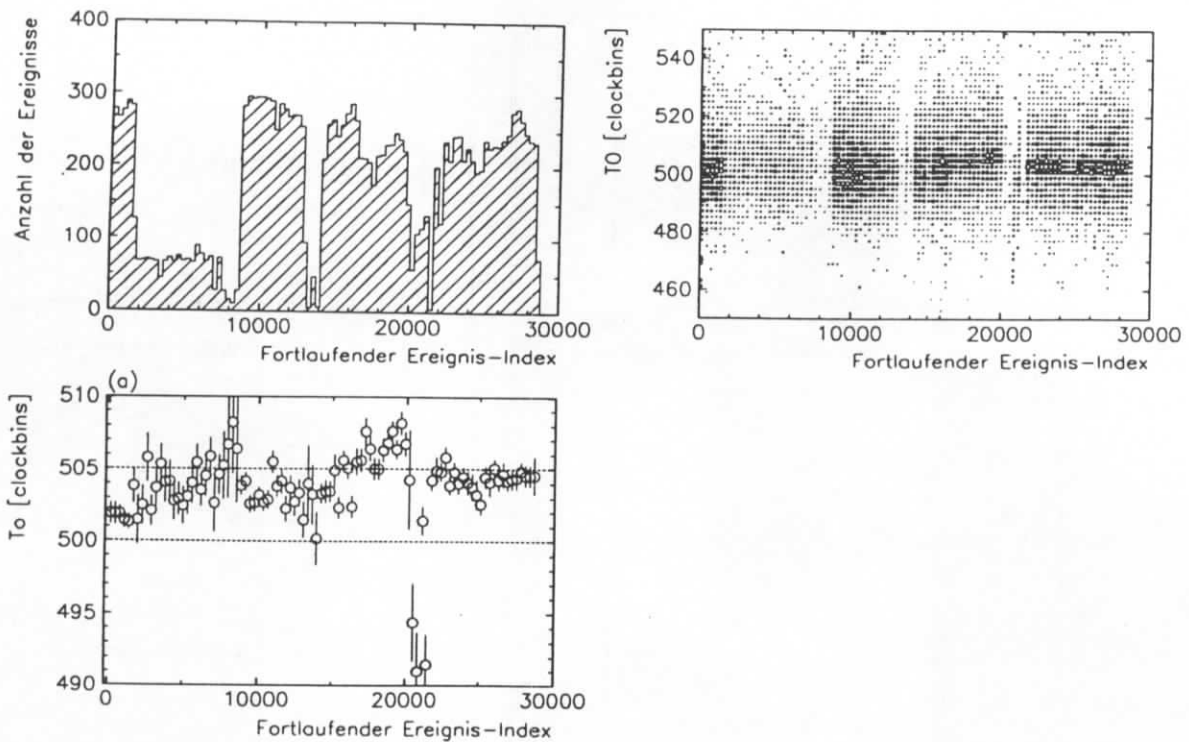 Anzahl der Ereignisse
400
300
200
100
0
0 10000 20000 30000
Fortlaufender Ereignis-Index
TO [clockbins]
540
520
500
480
460
0 10000 20000 30000
Fortlaufender Ereignis-Index
(a)
To [clockbins]
510
505
500
495
490
0 10000 20000 30000
Fortlaufender Ereignis-Index